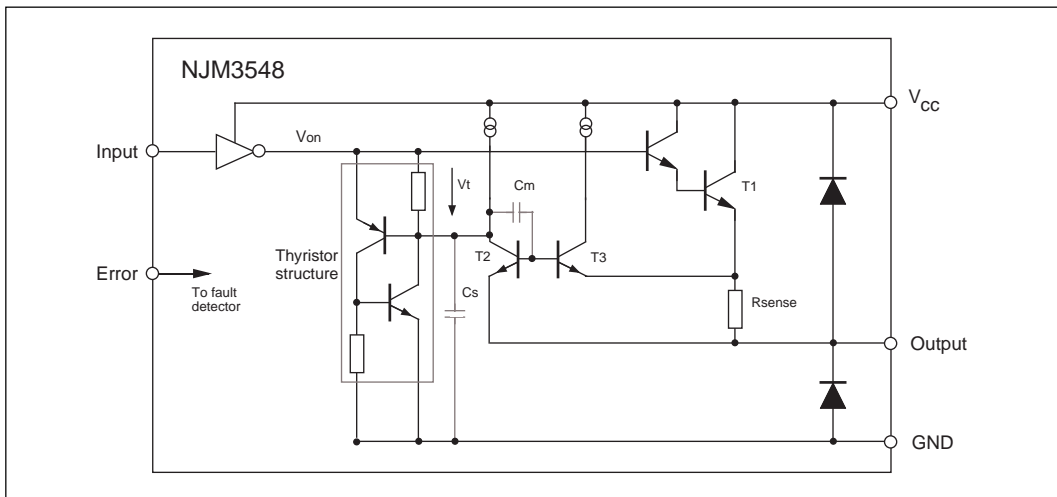 NJM3548
VCC
Input
Von
Vt
Cm
T1
T2
T3
Thyristor
structure
Error
To fault
detector
Cs
Rsense
Output
GND